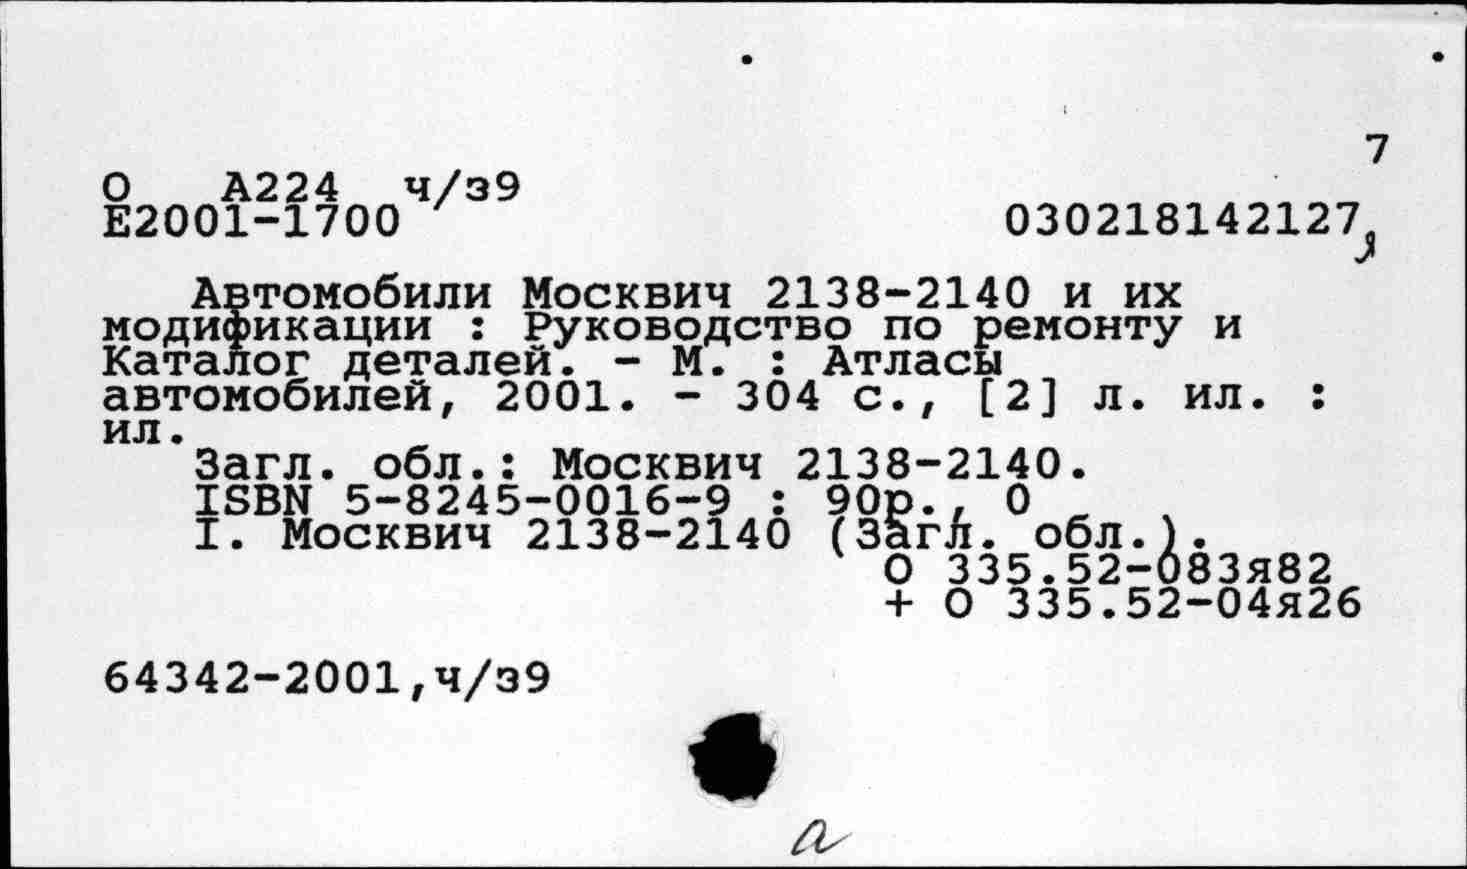 7
О А224 ч/з9
Е2001-1700 030218142127
Автомобили Москвич 2138-2140 и их
модификации : Руководство по ремонту и
Каталог деталей. - М. : Атласы
автомобилей, 2001. - 304 с., [2] л. ил. :
ил.
Загл. обл.: Москвич 2138-2140.
ISBN 5-8245-0016-9 : 90р., 0
I. Москвич 2138-2140 (Загл. обл.).
О 335.52-083я82
+ О 335.52-04я26
64342-2001,ч/з9
а